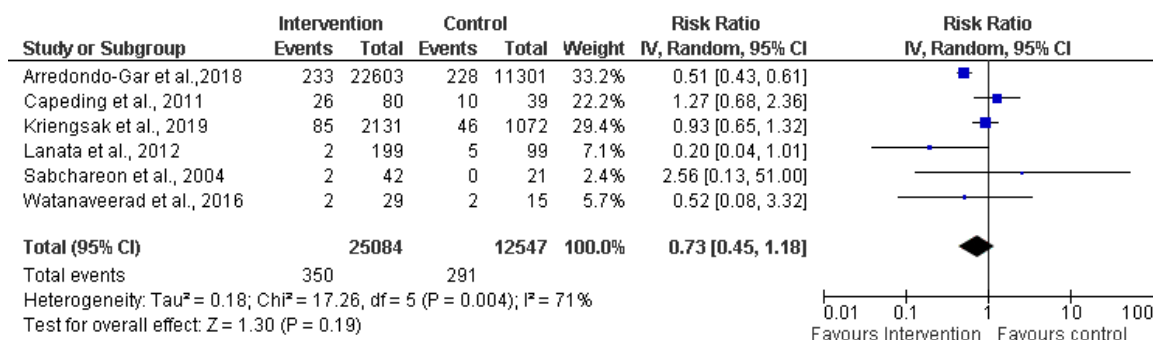 Intervention Control Risk Ratio Risk Ratio
Study or Subgroup Events Total Events Total Weight IV, Random, 95% CI IV, Random, 95% CI
Arredondo-Gar et al.,2018 233 22603 228 11301 33.2% 0.51 [0.43, 0.61]
Capeding et al., 2011 26 80 10 39 22.2% 1.27 [0.68, 2.36]
Kriengsak et al., 2019 85 2131 46 1072 29.4% 0.93 [0.65, 1.32]
Lanata et al., 2012 2 199 5 99 7.1% 0.20 [0.04, 1.01]
Sabchareon et al., 2004 2 42 0 21 2.4% 2.56 [0.13, 51.00]
Watanaveerad et al., 2016 2 29 2 15 5.7% 0.52 [0.08, 3.32]
Total (95% CI) 25084 12547 100.0% 0.73 [0.45, 1.18]
Total events 350 291
Heterogeneity: Tau² = 0.18; Chi² = 17.26, df = 5 (P = 0.004); I² = 71%
Test for overall effect: Z = 1.30 (P = 0.19)
0.01 0.1 1 10 100
Favours Intervention Favours control